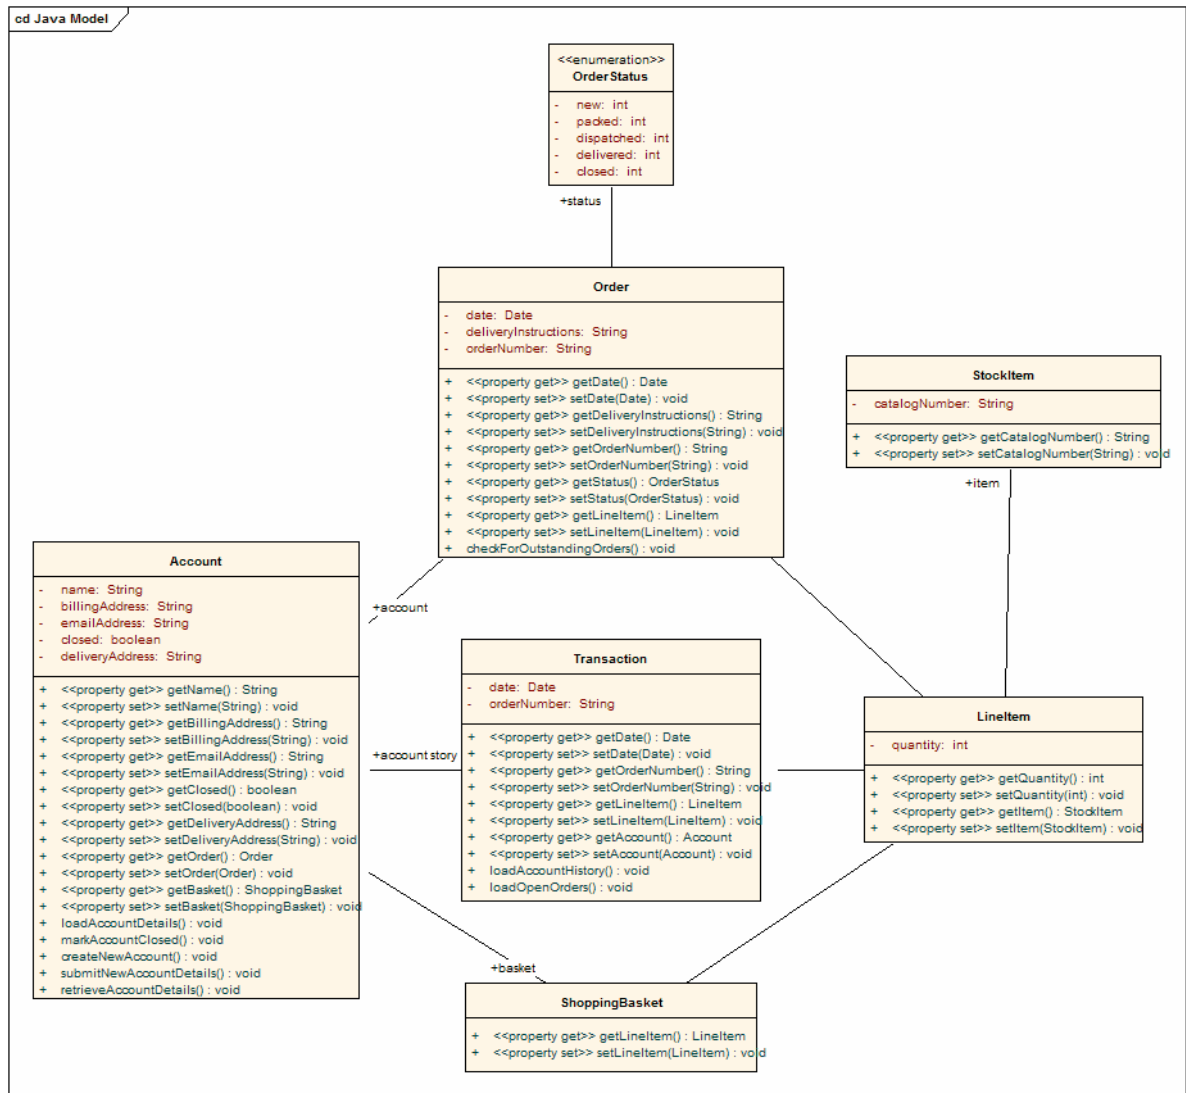 cd Java Model
<<enumeration>>
OrderStatus
- new: int
- packed: int
- dispatched: int
- delivered: int
- closed: int
+status
Order
- date: Date
- deliveryInstructions: String
- orderNumber: String
+ <<property get>> getDate() : Date
+ <<property set>> setDate(Date) : void
+ <<property get>> getDeliveryInstructions() : String
+ <<property set>> setDeliveryInstructions(String) : void
+ <<property get>> getOrderNumber() : String
+ <<property set>> setOrderNumber(String) : void
+ <<property get>> getStatus() : OrderStatus
+ <<property set>> setStatus(OrderStatus) : void
+ <<property get>> getLineItem() : LineItem
+ <<property set>> setLineItem(LineItem) : void
+ checkForOutstandingOrders() : void
StockItem
- catalogNumber: String
+ <<property get>> getCatalogNumber() : String
+ <<property set>> setCatalogNumber(String) : void
+item
Account
- name: String
- billingAddress: String
- emailAddress: String
- closed: boolean
- deliveryAddress: String
+ <<property get>> getName() : String
+ <<property set>> setName(String) : void
+ <<property get>> getBillingAddress() : String
+ <<property set>> setBillingAddress(String) : void
+ <<property get>> getEmailAddress() : String
+ <<property set>> setEmailAddress(String) : void
+ <<property get>> getClosed() : boolean
+ <<property set>> setClosed(boolean) : void
+ <<property get>> getDeliveryAddress() : String
+ <<property set>> setDeliveryAddress(String) : void
+ <<property get>> getOrder() : Order
+ <<property set>> setOrder(Order) : void
+ <<property get>> getBasket() : ShoppingBasket
+ <<property set>> setBasket(ShoppingBasket) : void
+ loadAccountDetails() : void
+ markAccountClosed() : void
+ createNewAccount() : void
+ submitNewAccountDetails() : void
+ retrieveAccountDetails() : void
+account
+account story
+basket
Transaction
- date: Date
- orderNumber: String
+ <<property get>> getDate() : Date
+ <<property set>> setDate(Date) : void
+ <<property get>> getOrderNumber() : String
+ <<property set>> setOrderNumber(String) : void
+ <<property get>> getLineItem() : LineItem
+ <<property set>> setLineItem(LineItem) : void
+ <<property get>> getAccount() : Account
+ <<property set>> setAccount(Account) : void
+ loadAccountHistory() : void
+ loadOpenOrders() : void
LineItem
- quantity: int
+ <<property get>> getQuantity() : int
+ <<property set>> setQuantity(int) : void
+ <<property get>> getItem() : StockItem
+ <<property set>> setItem(StockItem) : void
ShoppingBasket
+ <<property get>> getLineItem() : LineItem
+ <<property set>> setLineItem(LineItem) : void